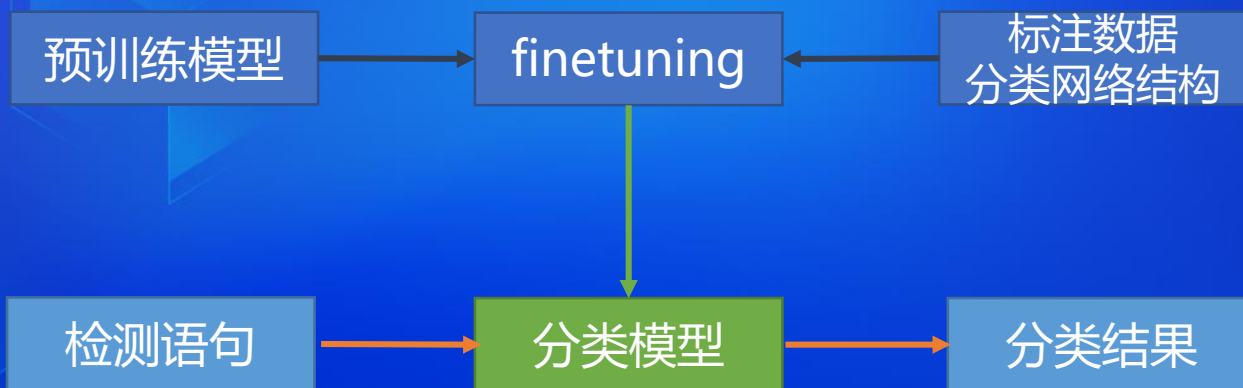 预训练模型
finetuning
标注数据
分类网络结构
检测语句
分类模型
分类结果